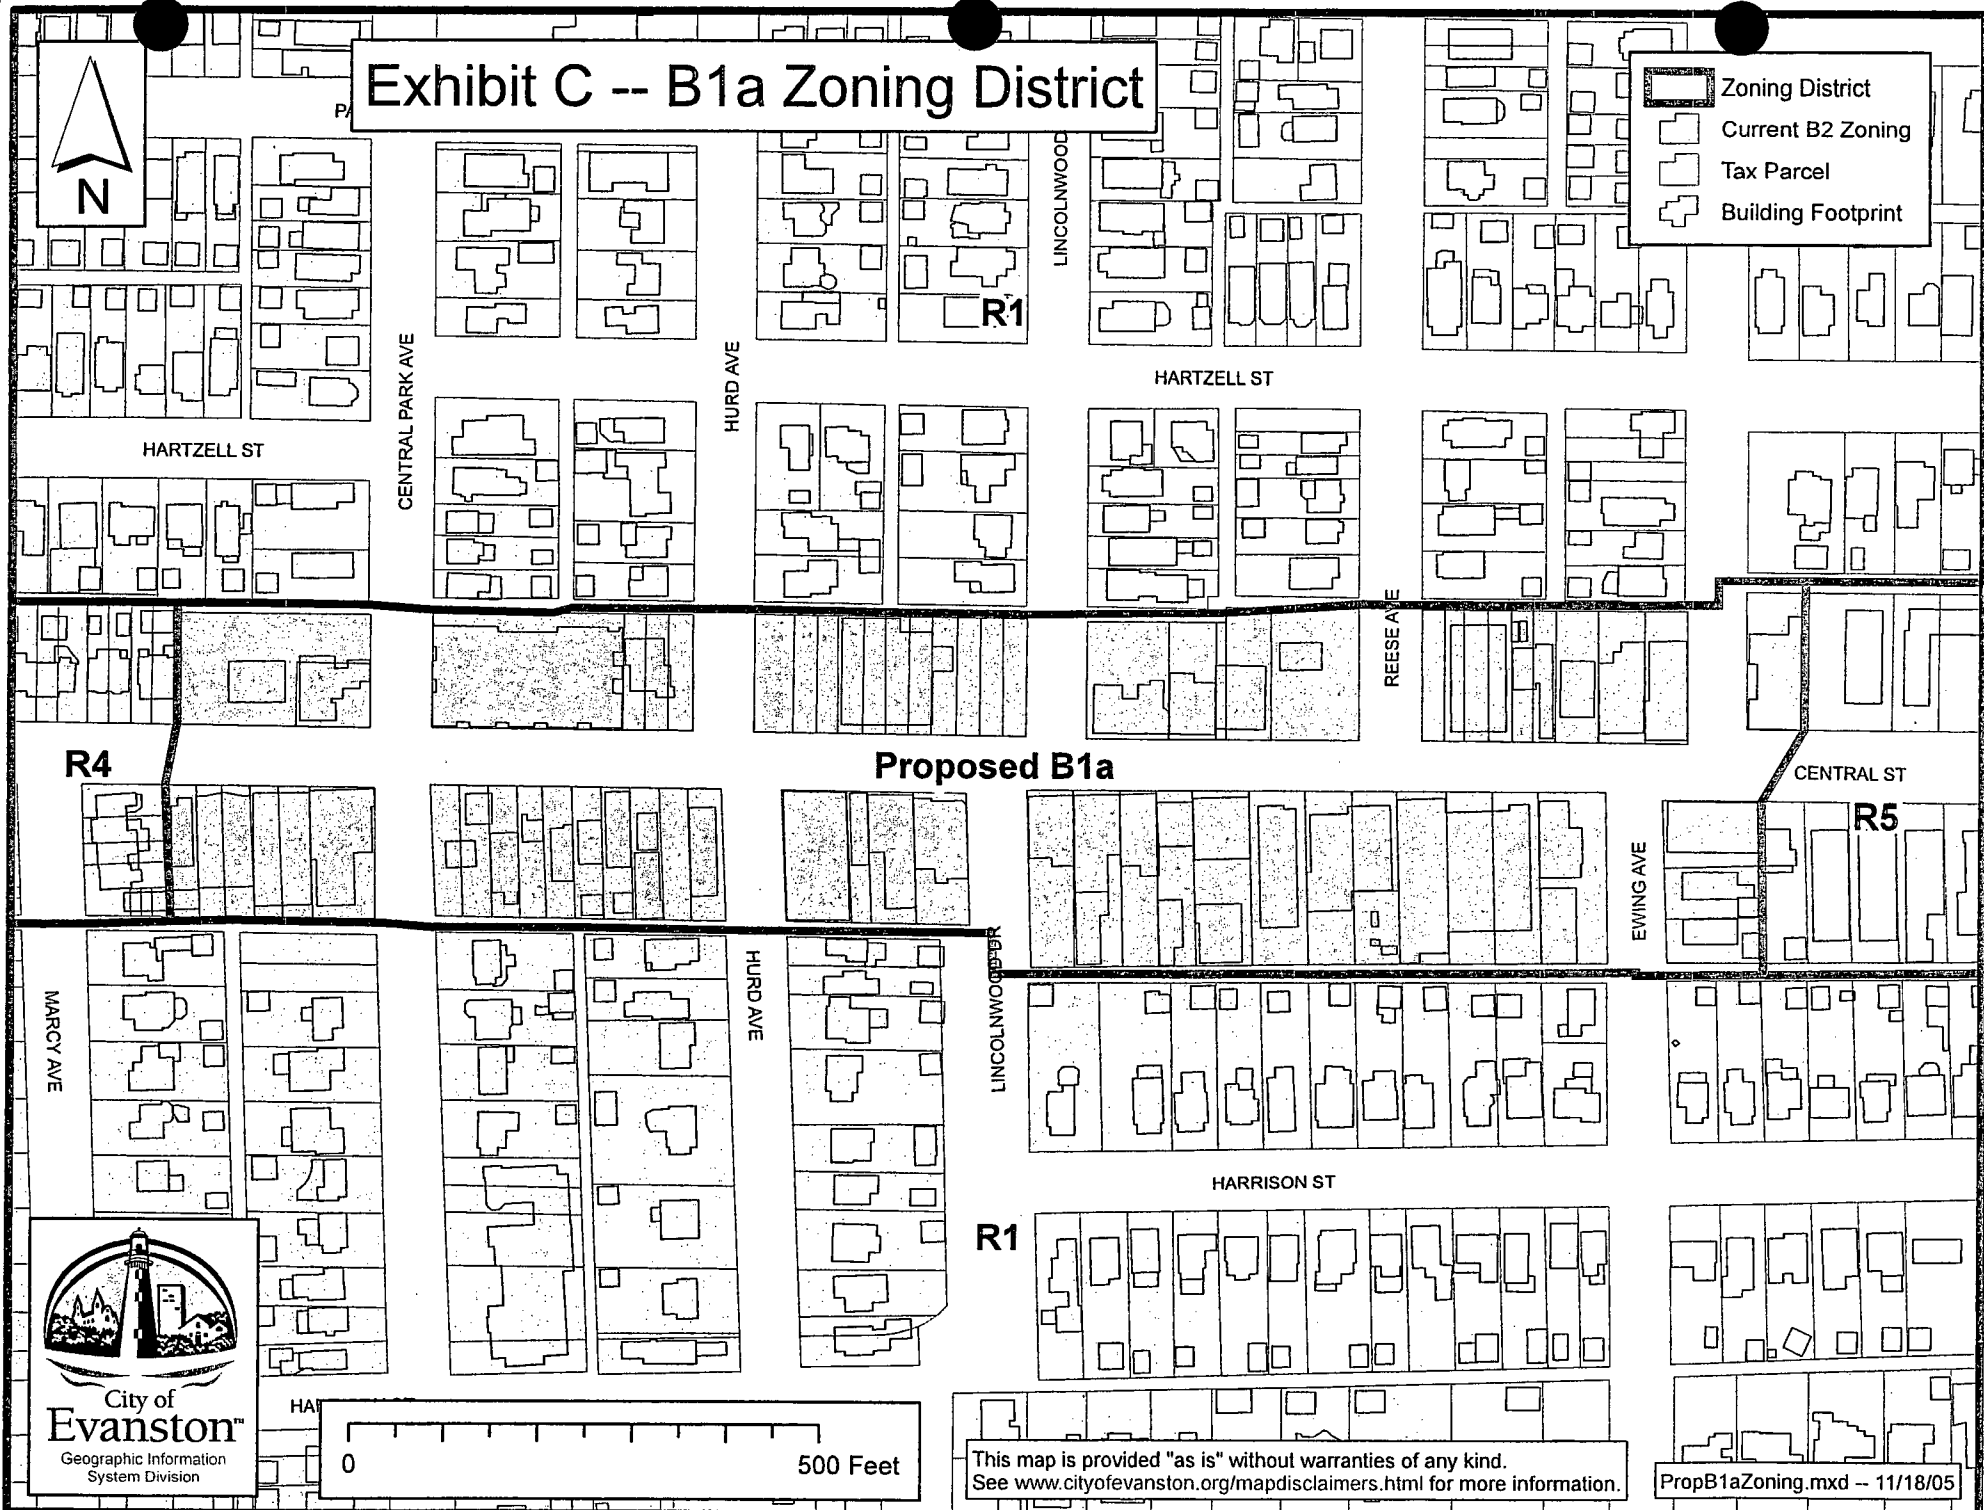 Exhibit C -- B1a Zoning District
N
Zoning District
Current B2 Zoning
Tax Parcel
Building Footprint
LINCOLNWOOD
R1
CENTRAL PARK AVE
HURD AVE
HARTZELL ST
HARTZELL ST
REESE AVE
R4
Proposed B1a
CENTRAL ST
R5
EWING AVE
LINCOLNWOOD DR
HURD AVE
MARCY AVE
HARRISON ST
R1
City of
Evanston™
Geographic Information
System Division
0
500 Feet
This map is provided "as is" without warranties of any kind.
See www.cityofevanston.org/mapdisclaimers.html for more information.
PropB1aZoning.mxd -- 11/18/05